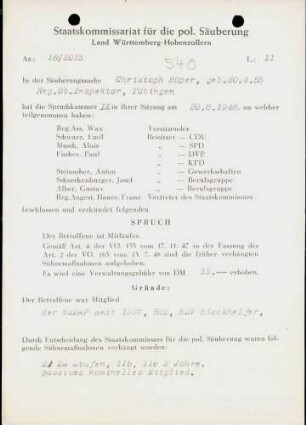 Staatskommissariat für die pol. Säuberung
Land Württemberg-Hohenzollern
Az.: 16/2015
L.: 11
540
In der Säuberungssache Christoph Röper, geb.20.4.85
Reg.Ob.Inspektor, Tübingen
hat die Spruchkammer IX in ihrer Sitzung am 20.8.1948. an welcher
teilgenommen haben:
Reg.Ass. Wax Vorsitzender
Schwarz, Emil Beisitzer – CDU
Maush, Alois „ – SPD
Fischer, Paul „ – DVP
„ – KPD
Steinacher, Anton „ – Gewerkschaften
Schneckenburger, Josef „ – Berufsgruppe
Alber, Gustav „ – Berufsgruppe
Reg.Angest. Bauer, Franz Vertreter des Staatskommissars
beschlossen und verkündet folgenden
SPRUCH
Der Betroffene ist Mitläufer.
Gemäß Art. 4 der VO. 133 vom 17. 11. 47 in der Fassung des
Art. 2 der VO. 165 vom 13. 7. 48 sind die früher verhängten
Sühnemaßnahmen aufgehoben.
Es wird eine Verwaltungsgebühr von DM 15.— erhoben.
Gründe:
Der Betroffene war Mitglied
der NSDAP seit NSV Blockhelfer,
Durch Entscheidung des Staatskommissars für die pol. Säuberung waren fol-
gende Sühnemaßnahmen verhängt worden:
Stufen, 11b, 11c 2 Jahre.
passives nominelles Mitglied.